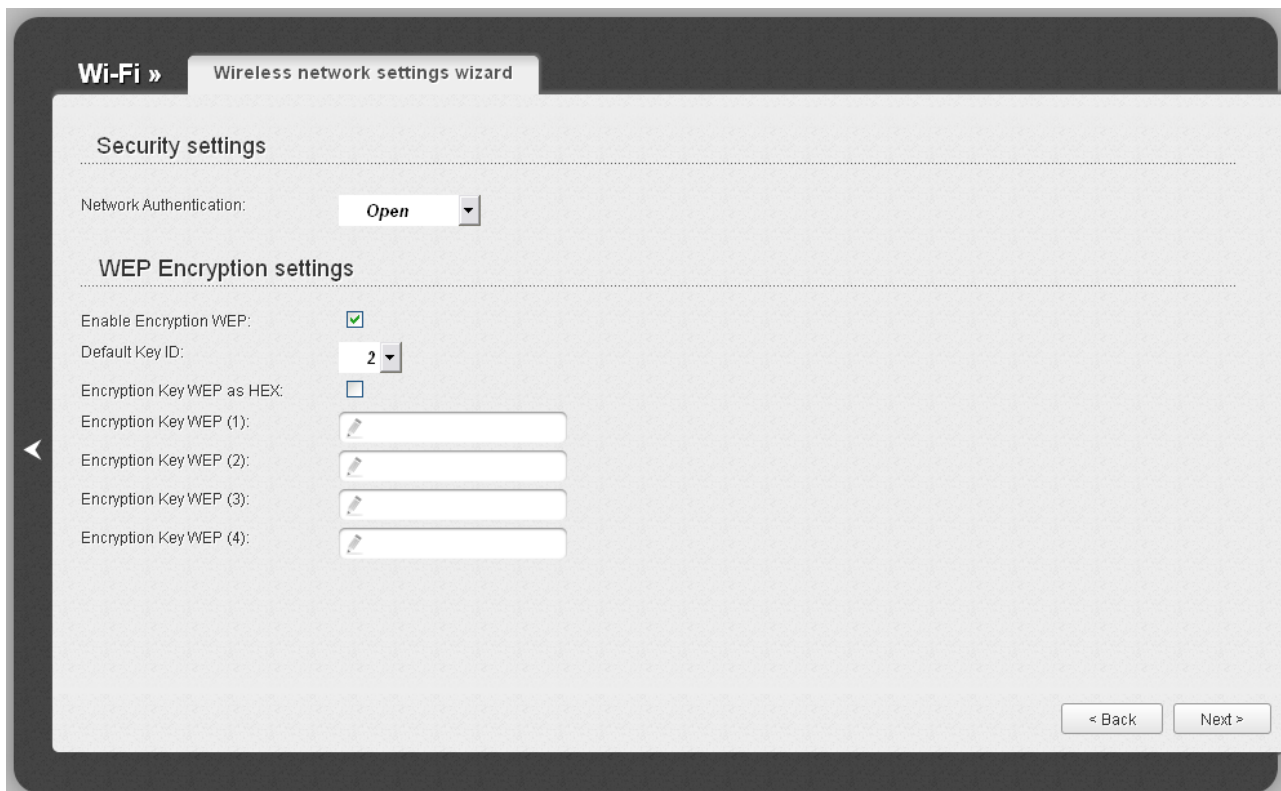 Wi-Fi » Wireless network settings wizard
Security settings
Network Authentication: Open
WEP Encryption settings
Enable Encryption WEP:
Default Key ID: 2
Encryption Key WEP as HEX:
Encryption Key WEP (1):
Encryption Key WEP (2):
Encryption Key WEP (3):
Encryption Key WEP (4):
< Back Next >